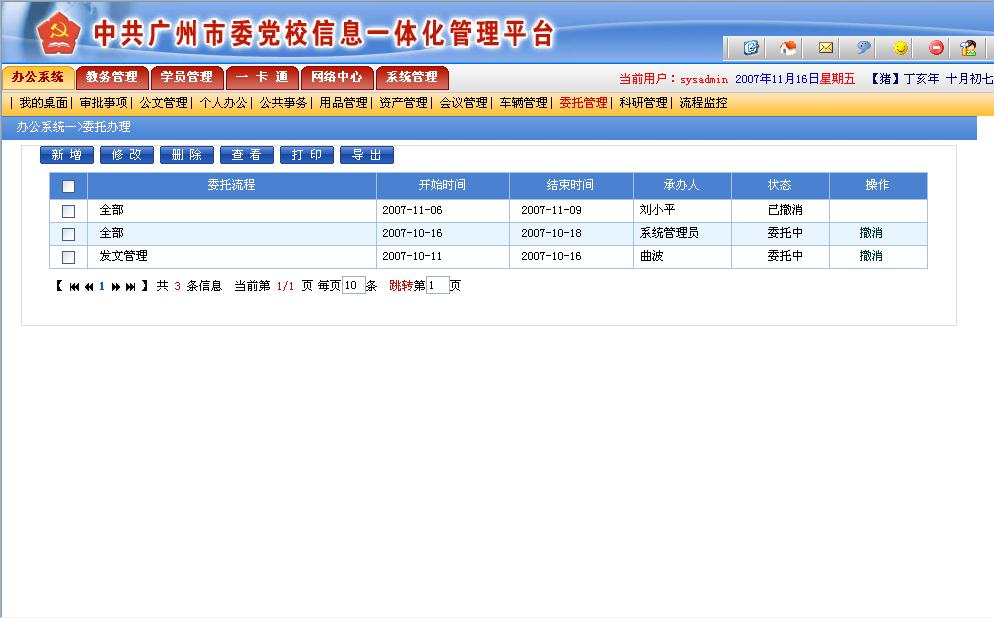 中共广州市委党校信息一体化管理平台
办公系统 教务管理 学员管理 一 卡 通 网络中心 系统管理 当前用户：sysadmin 2007年11月16日星期五 【猪】丁亥年 十月初七
| 我的桌面| 审批事项| 公文管理| 个人办公| 公共事务| 用品管理| 资产管理| 会议管理| 车辆管理| 委托管理| 科研管理| 流程监控
办公系统—>委托办理
新 增 修 改 删 除 查 看 打 印 导 出
委托流程 开始时间 结束时间 承办人 状态 操作
全部 2007-11-06 2007-11-09 刘小平 已撤消
全部 2007-10-16 2007-10-18 系统管理员 委托中 撤消
发文管理 2007-10-11 2007-10-16 曲波 委托中 撤消
【 1 】 共 3 条信息 当前第 1/1 页 每页10条 跳转第1页